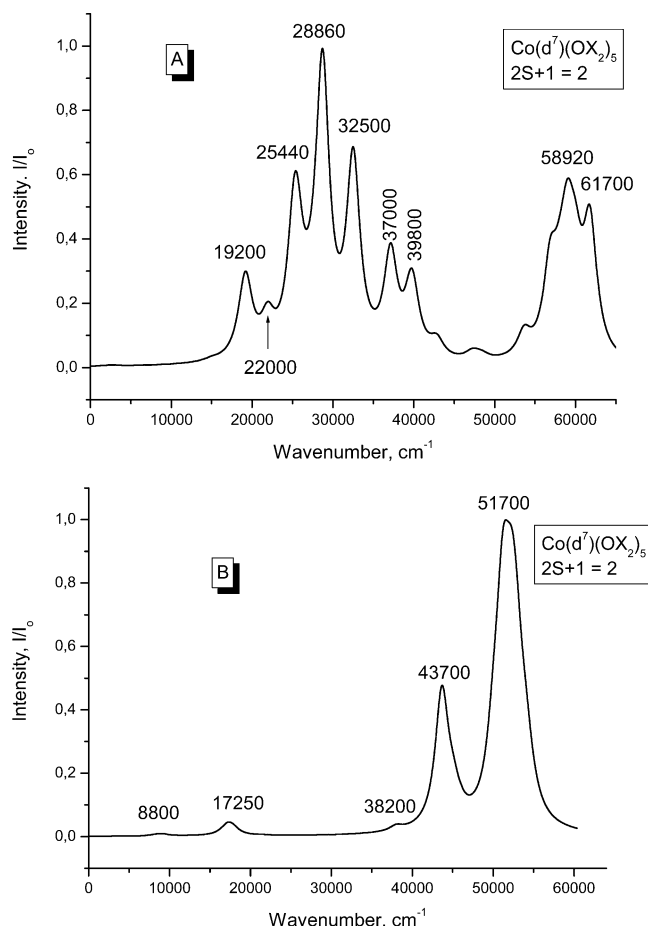 A
Co(d⁷)(OX₂)₅
2S+1 = 2
28860
25440
32500
19200
22000
37000
39800
58920
61700
1,0
0,8
0,6
0,4
0,2
0,0
Intensity. I/Iₒ
0 10000 20000 30000 40000 50000 60000
Wavenumber, cm⁻¹
B
Co(d⁷)(OX₂)₅
2S+1 = 2
51700
43700
8800
17250
38200
1,0
0,8
0,6
0,4
0,2
0,0
Intensity, I/Iₒ
0 10000 20000 30000 40000 50000 60000
Wavenumber, cm⁻¹